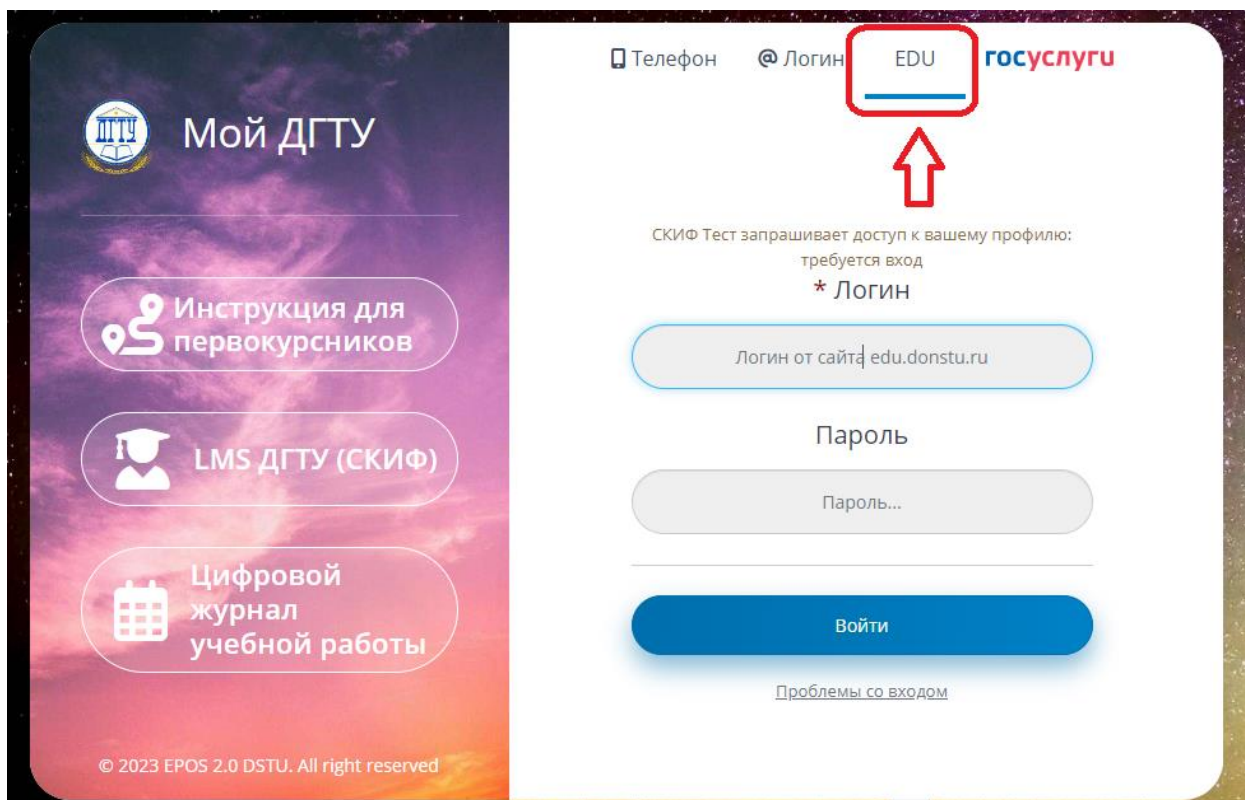 ДГТУ
Мой ДГТУ
Инструкция для
первокурсников
LMS ДГТУ (СКИФ)
Цифровой
журнал
учебной работы
© 2023 EPOS 2.0 DSTU. All right reserved
Телефон @ Логин EDU госуслуги
СКИФ Тест запрашивает доступ к вашему профилю:
требуется вход
* Логин
Логин от сайта edu.donstu.ru
Пароль
Пароль...
Войти
Проблемы со входом